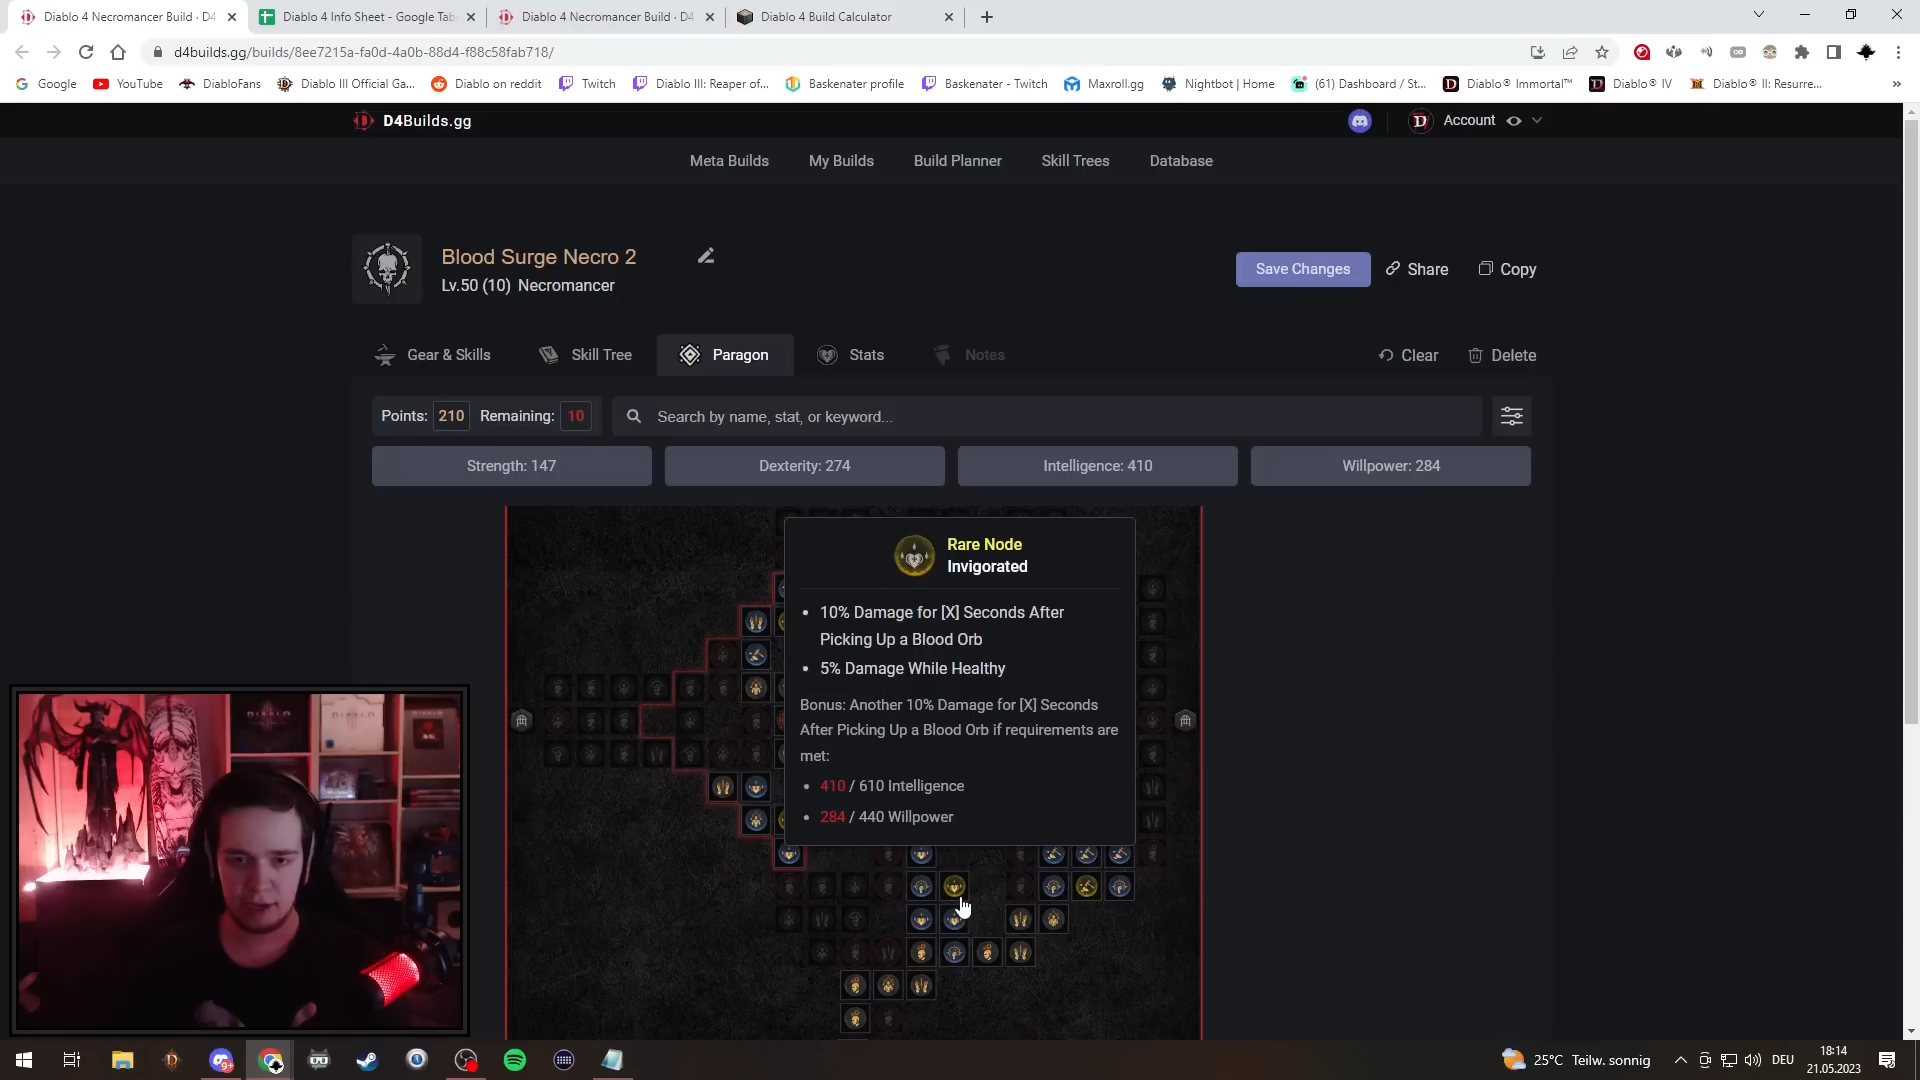 Diablo 4 Necromancer Build · D4
Diablo 4 Info Sheet - Google Tab
Diablo 4 Necromancer Build · D4
Diablo 4 Build Calculator
d4builds.gg/builds/8ee7215a-fa0d-4a0b-88d4-f88c58fab718/
Google
YouTube
DiabloFans
Diablo III Official Ga...
Diablo on reddit
Twitch
Diablo III: Reaper of...
Baskenater profile
Baskenater - Twitch
Maxroll.gg
Nightbot | Home
(61) Dashboard / St...
Diablo® Immortal™
Diablo® IV
Diablo® II: Resurre...
»
D4Builds.gg
Account
Meta Builds
My Builds
Build Planner
Skill Trees
Database
Blood Surge Necro 2
Lv.50 (10) Necromancer
Save Changes
Share
Copy
Gear & Skills
Skill Tree
Paragon
Stats
Notes
Clear
Delete
Points: 210 Remaining: 10
Search by name, stat, or keyword...
Strength: 147
Dexterity: 274
Intelligence: 410
Willpower: 284
Rare Node
Invigorated
• 10% Damage for [X] Seconds After
Picking Up a Blood Orb
• 5% Damage While Healthy
Bonus: Another 10% Damage for [X] Seconds
After Picking Up a Blood Orb if requirements are
met:
• 410 / 610 Intelligence
• 284 / 440 Willpower
9+
25°C Teilw. sonnig
DEU
18:14
21.05.2023